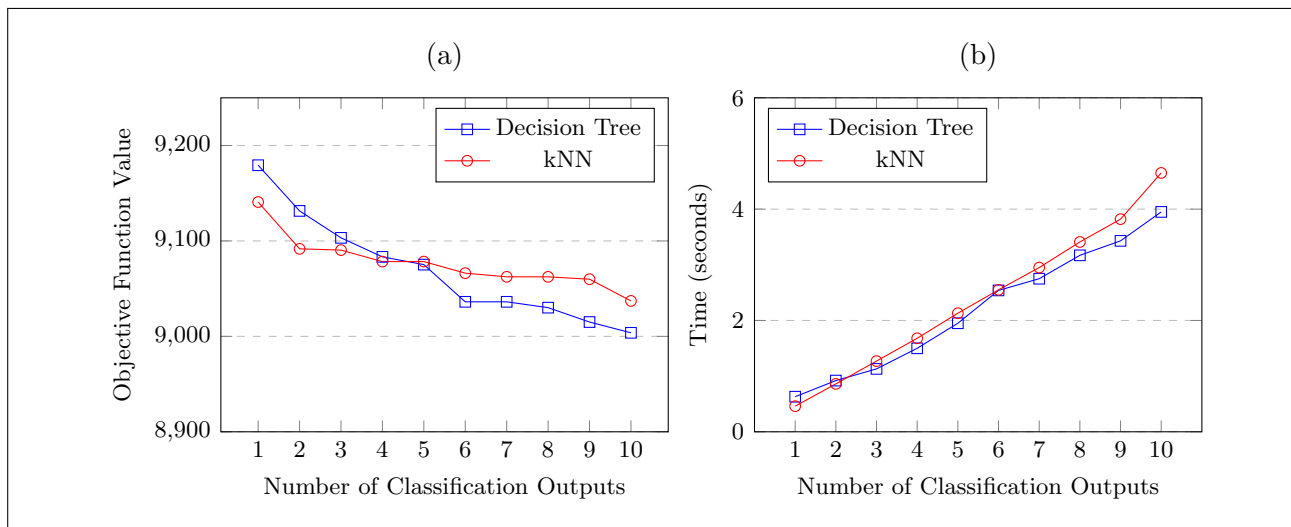 (a)
Objective Function Value
9,200
9,100
9,000
8,900
Decision Tree
kNN
1 2 3 4 5 6 7 8 9 10
Number of Classification Outputs
(b)
Time (seconds)
6
4
2
0
Decision Tree
kNN
1 2 3 4 5 6 7 8 9 10
Number of Classification Outputs